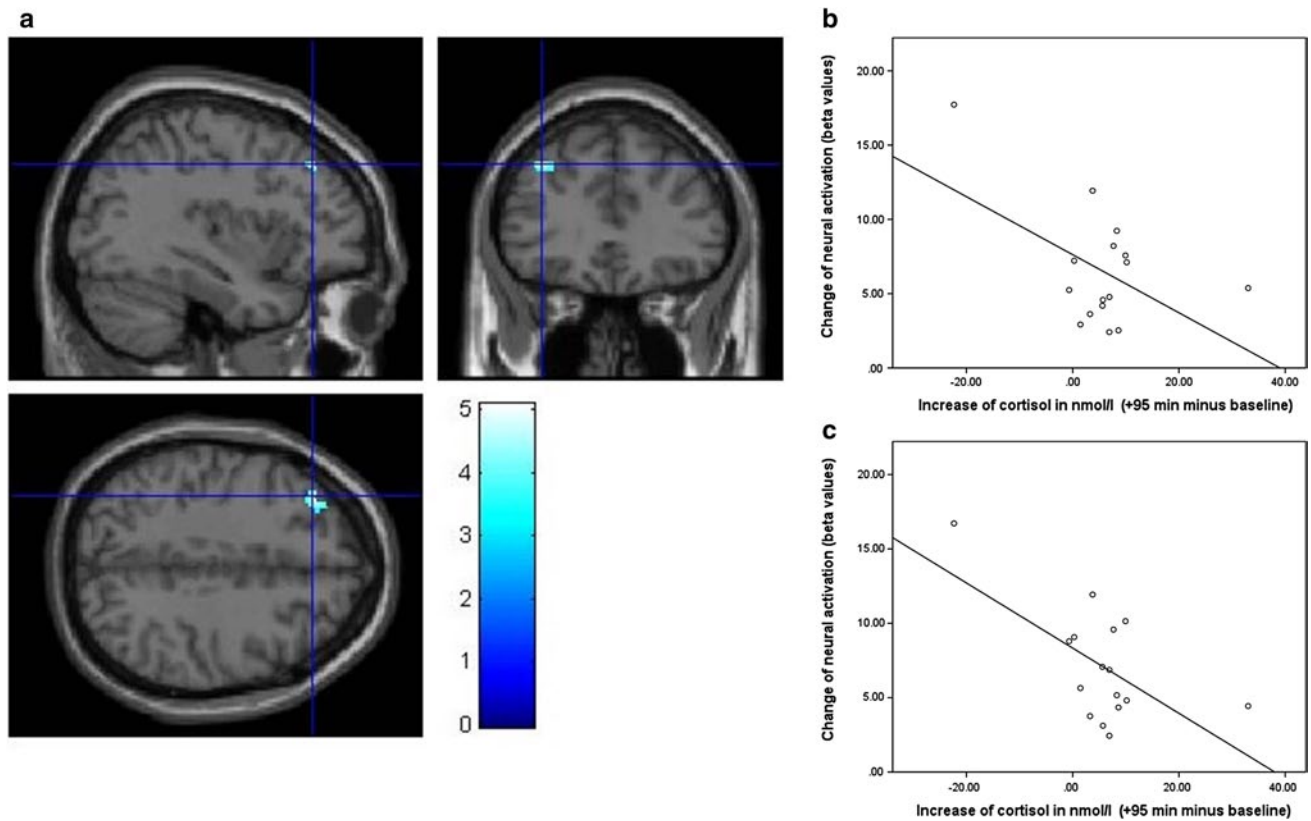 a
5
4
3
2
1
0
b
Change of neural activation (beta values)
20.00
15.00
10.00
5.00
.00
-20.00 .00 20.00 40.00
Increase of cortisol in nmol/l (+95 min minus baseline)
c
Change of neural activation (beta values)
20.00
15.00
10.00
5.00
.00
-20.00 .00 20.00 40.00
Increase of cortisol in nmol/l (+95 min minus baseline)